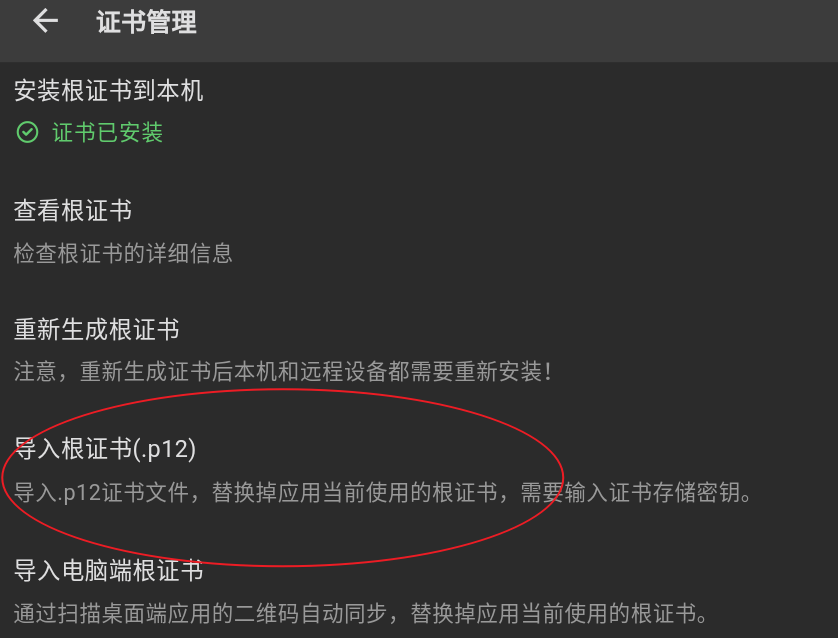 证书管理
安装根证书到本机
证书已安装
查看根证书
检查根证书的详细信息
重新生成根证书
注意，重新生成证书后本机和远程设备都需要重新安装！
导入根证书(.p12)
导入.p12证书文件，替换掉应用当前使用的根证书，需要输入证书存储密钥。
导入电脑端根证书
通过扫描桌面端应用的二维码自动同步，替换掉应用当前使用的根证书。